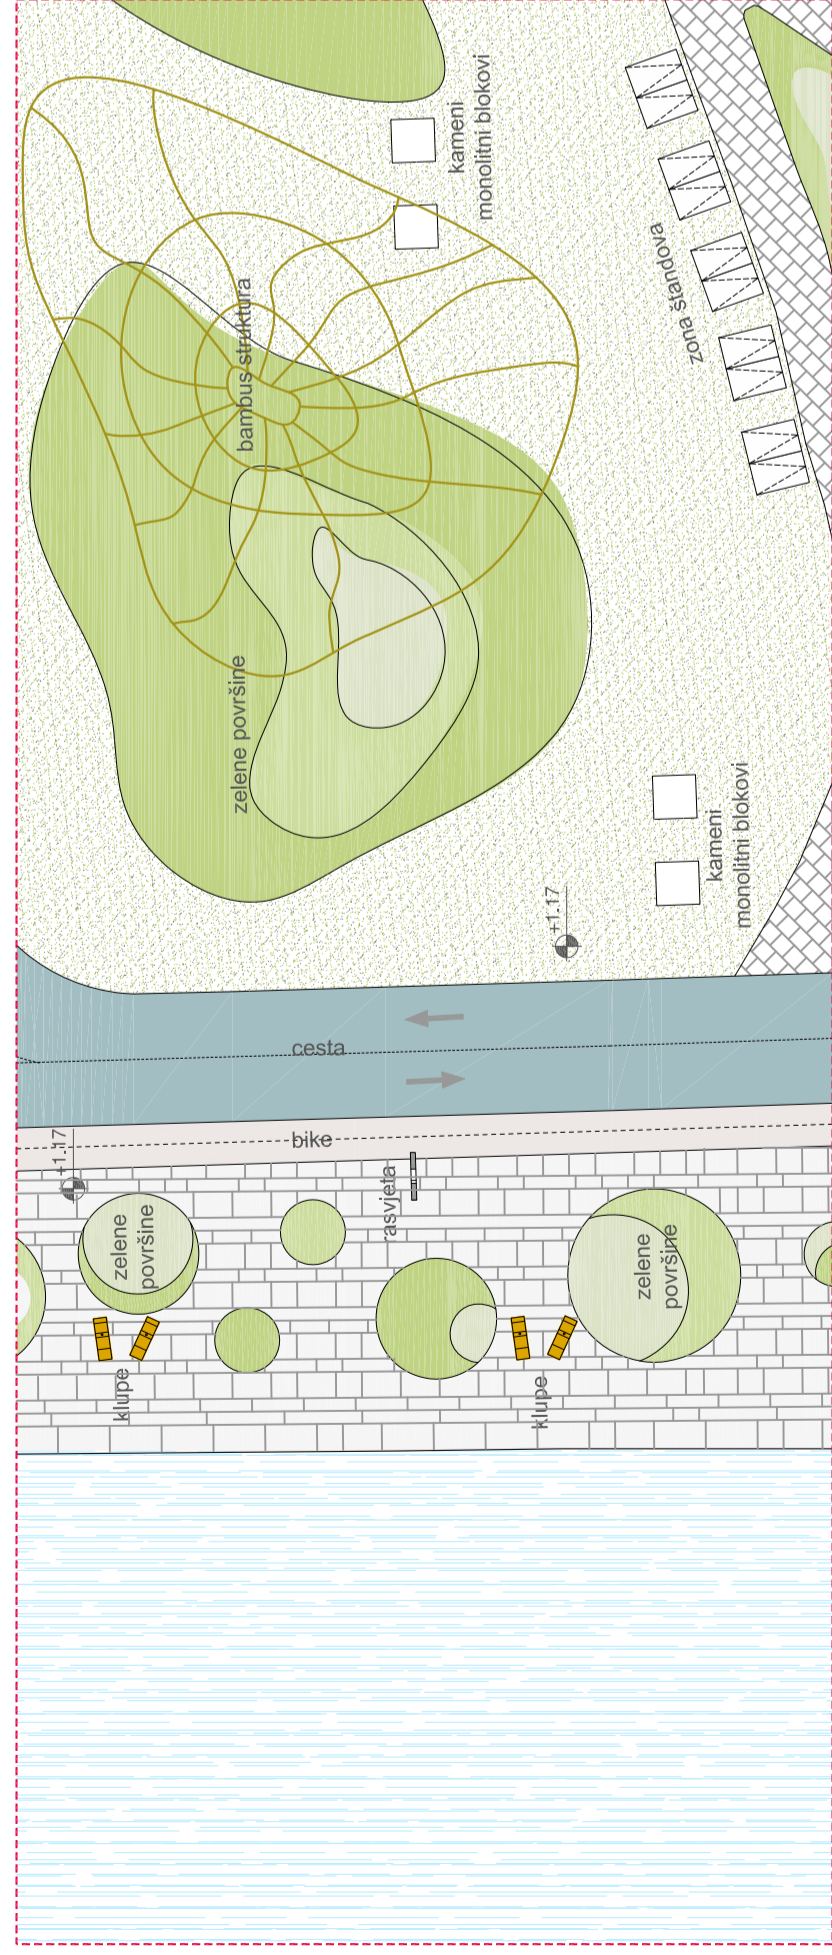 kameni
monolitni blokovi
zona štandova
bambus struktura
zelene površine
kameni
monolitni blokovi
+1.17
cesta
bike
+1.17
rasvjeta
zelene
površine
zelene
površine
klupe
klupe